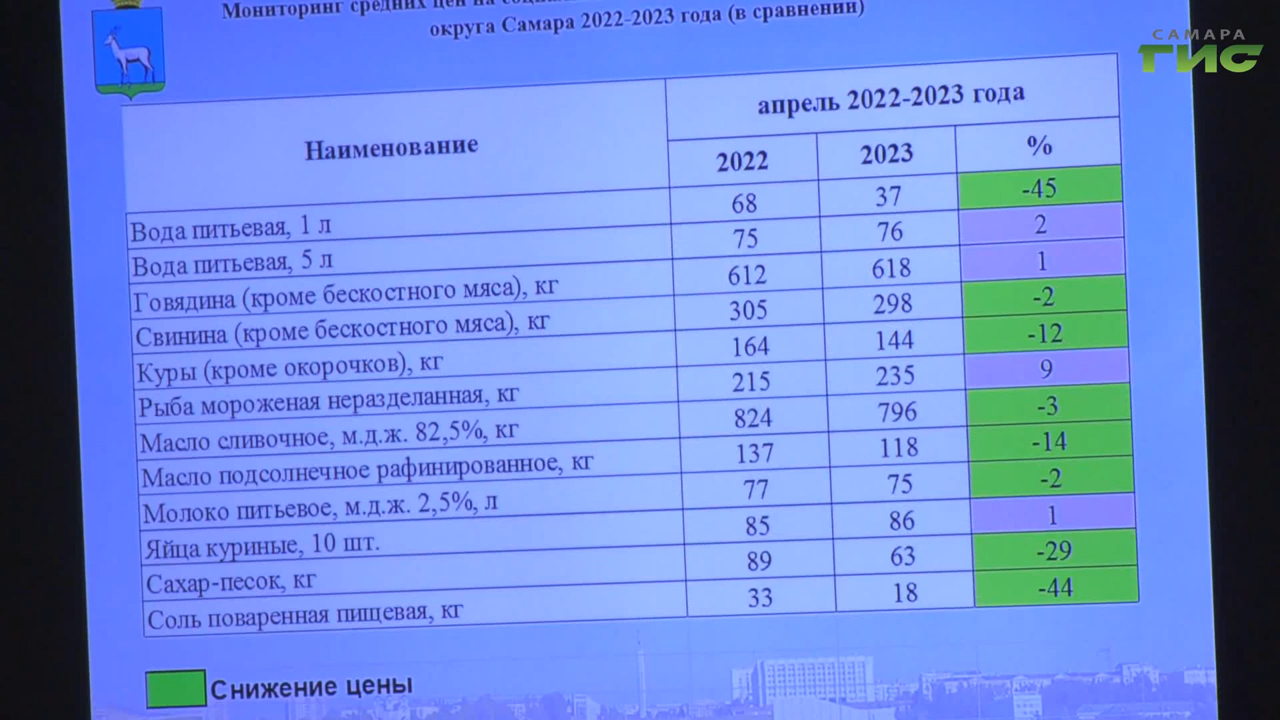 Мониторинг средних цен на
округа Самара 2022-2023 года (в сравнении)
САМАРА
ГИС
Наименование
апрель 2022-2023 года
2022 2023 %
Вода питьевая, 1 л 68 37 -45
Вода питьевая, 5 л 75 76 2
Говядина (кроме бескостного мяса), кг 612 618 1
Свинина (кроме бескостного мяса), кг 305 298 -2
Куры (кроме окорочков), кг 164 144 -12
Рыба мороженая неразделанная, кг 215 235 9
Масло сливочное, м.д.ж. 82,5%, кг 824 796 -3
Масло подсолнечное рафинированное, кг 137 118 -14
Молоко питьевое, м.д.ж. 2,5%, л 77 75 -2
Яйца куриные, 10 шт. 85 86 1
Сахар-песок, кг 89 63 -29
Соль поваренная пищевая, кг 33 18 -44
Снижение цены